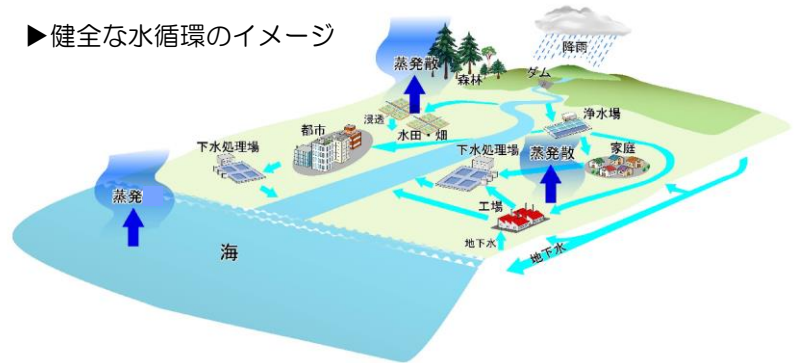 ▶健全な水循環のイメージ
降雨
蒸発散
森林
ダム
浸透
水田・畑
浄水場
都市
下水処理場
下水処理場
蒸発散
家庭
蒸発
工場
地下水
地下水
海